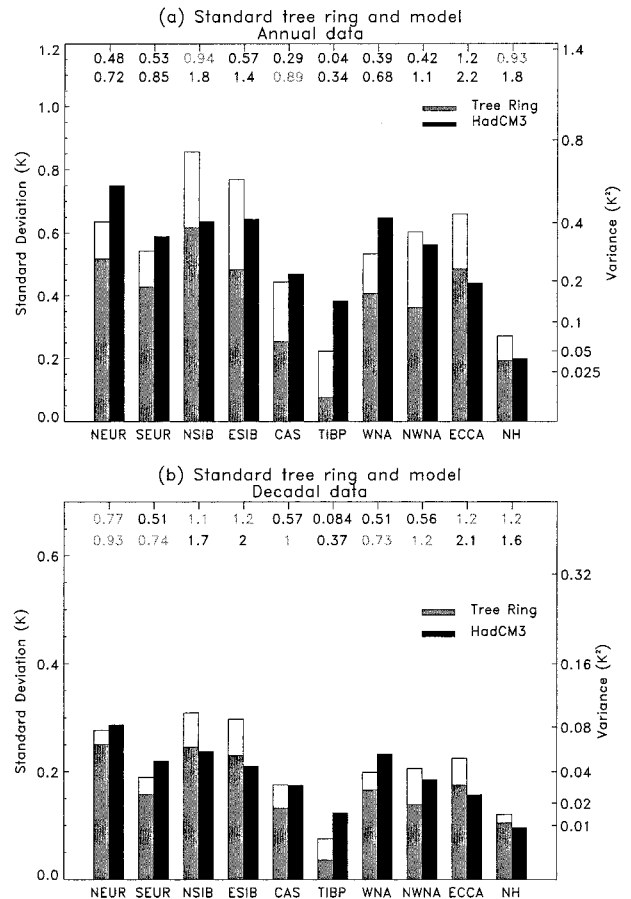 (a) Standard tree ring and model
Annual data
0.48 0.53 0.94 0.57 0.29 0.04 0.39 0.42 1.2 0.93
0.72 0.85 1.8 1.4 0.89 0.34 0.68 1.1 2.2 1.8
Tree Ring
HadCM3
Standard Deviation (K)
1.2
1.0
0.8
0.6
0.4
0.2
0.0
Variance (K²)
1.4
0.8
0.4
0.2
0.1
0.05
0.025
NEUR SEUR NSIB ESIB CAS TIBP WNA NWNA ECCA NH
(b) Standard tree ring and model
Decadal data
0.77 0.51 1.1 1.2 0.57 0.084 0.51 0.56 1.2 1.2
0.93 0.74 1.7 2 1 0.37 0.73 1.2 2.1 1.6
Tree Ring
HadCM3
Standard Deviation (K)
0.6
0.4
0.2
0.0
Variance (K²)
0.32
0.16
0.08
0.04
0.02
0.01
NEUR SEUR NSIB ESIB CAS TIBP WNA NWNA ECCA NH